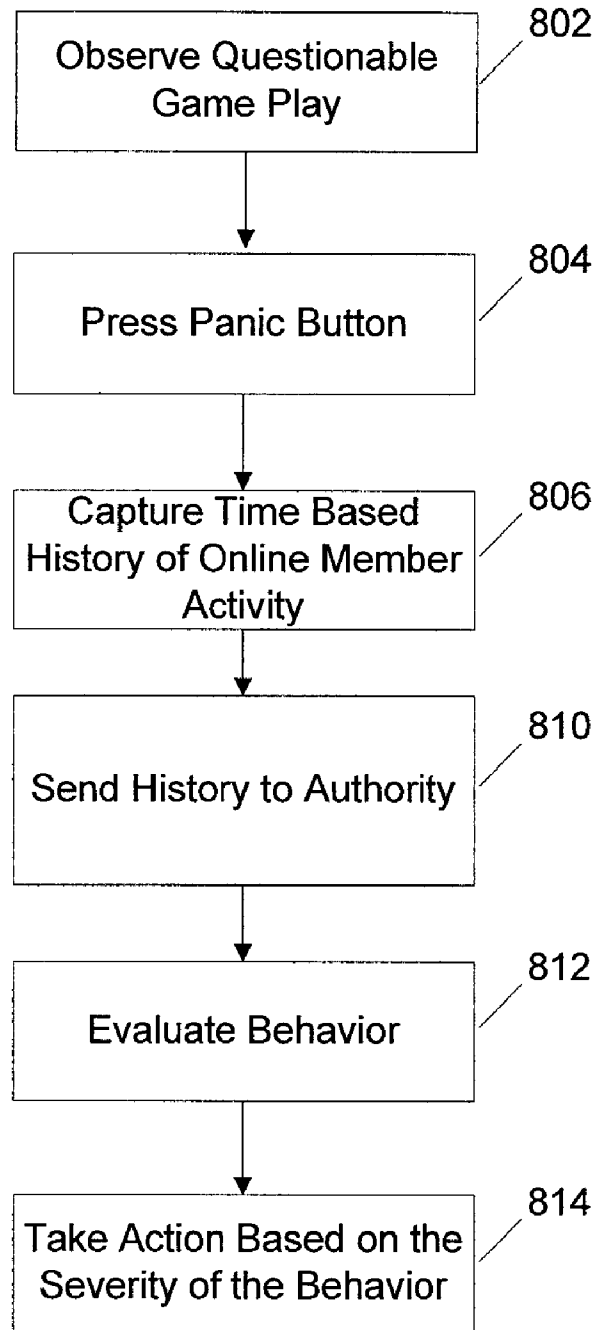 802
Observe Questionable
Game Play
804
Press Panic Button
806
Capture Time Based
History of Online Member
Activity
810
Send History to Authority
812
Evaluate Behavior
814
Take Action Based on the
Severity of the Behavior